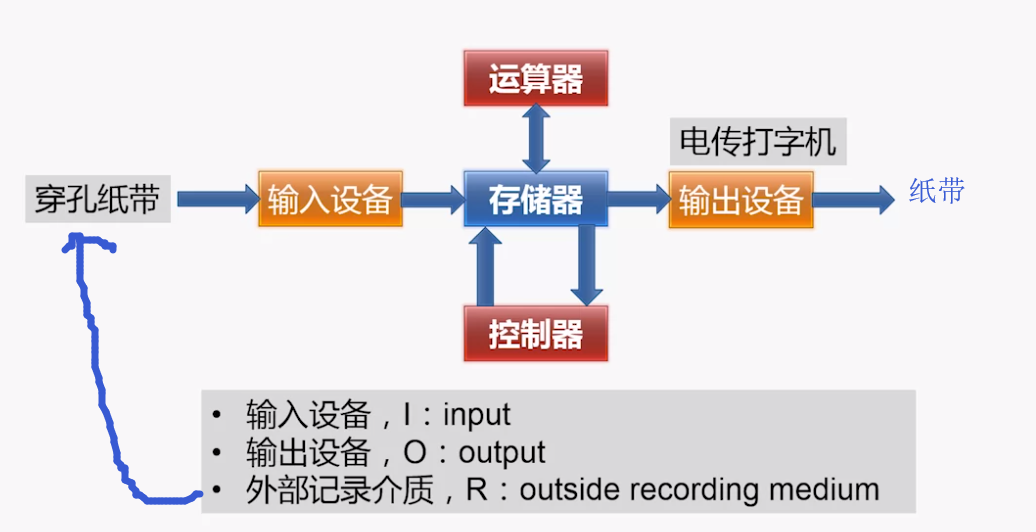 运算器
电传打字机
穿孔纸带
输入设备
存储器
输出设备
纸带
控制器
• 输入设备，I：input
• 输出设备，O：output
• 外部记录介质，R：outside recording medium